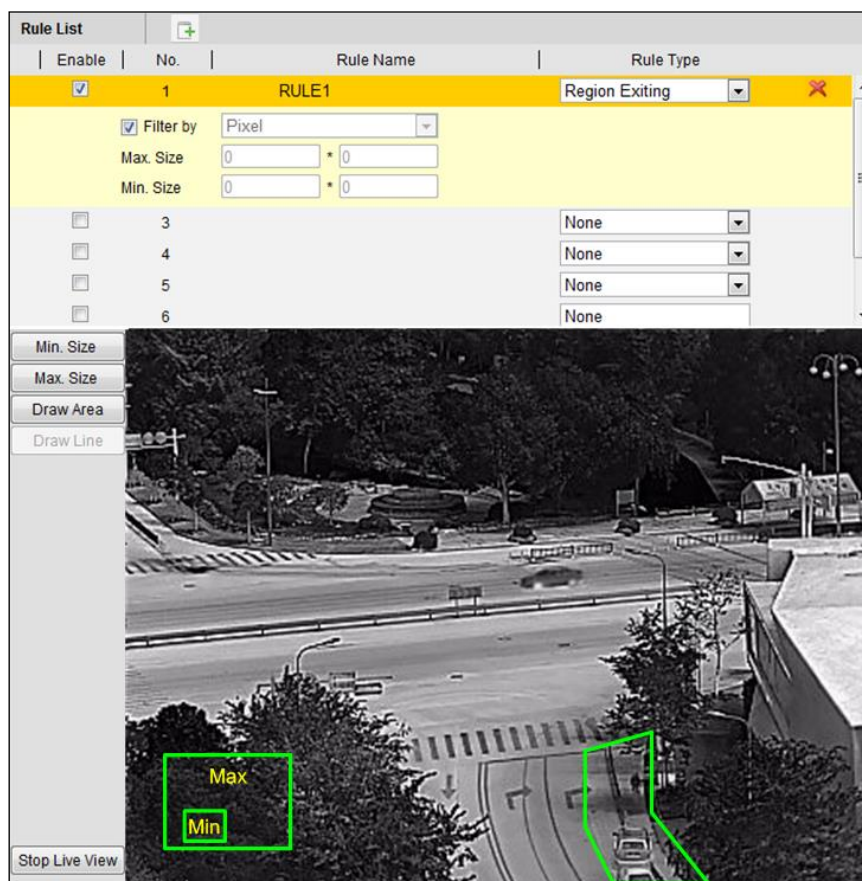 Rule List
Enable No. Rule Name Rule Type
1 RULE1 Region Exiting
Filter by Pixel
Max. Size 0 * 0
Min. Size 0 * 0
3 None
4 None
5 None
6 None
Min. Size
Max. Size
Draw Area
Draw Line
Max
Min
Stop Live View